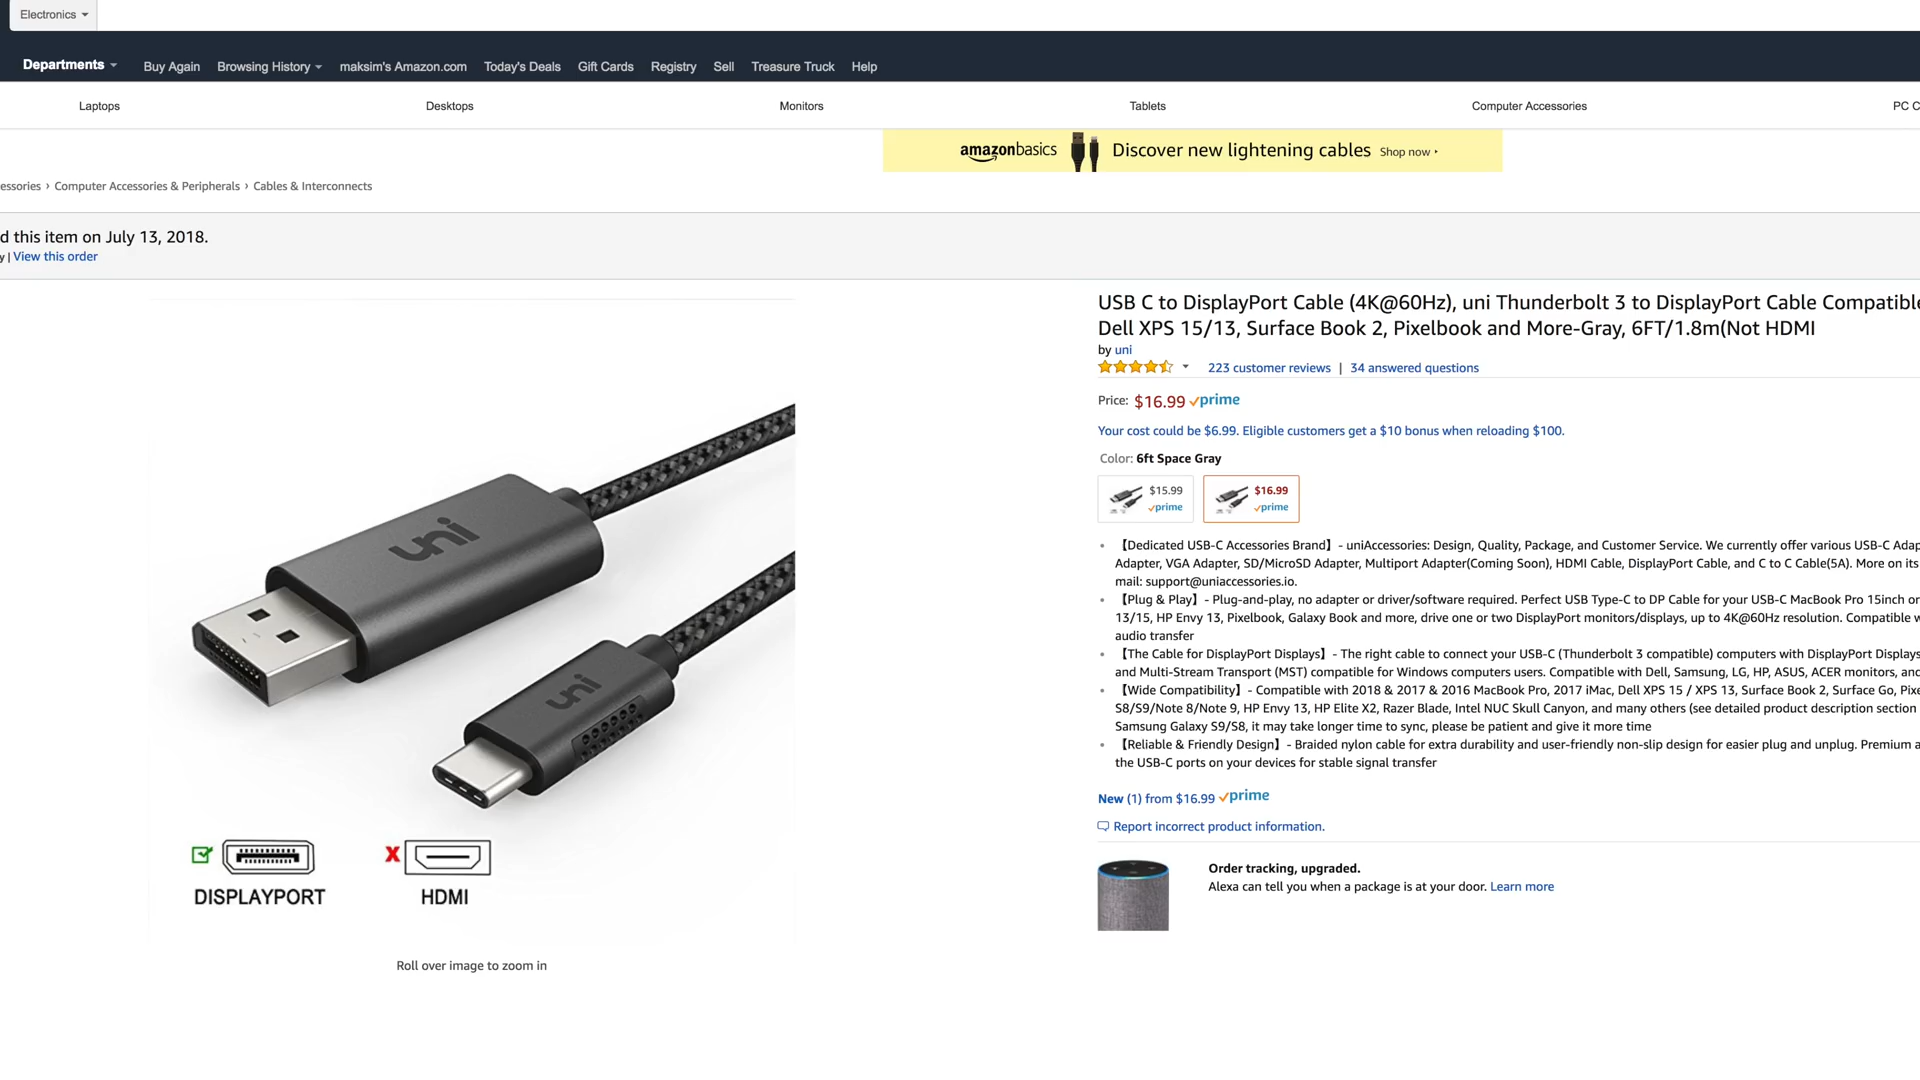 Electronics
Departments Buy Again Browsing History maksim's Amazon.com Today's Deals Gift Cards Registry Sell Treasure Truck Help
Laptops Desktops Monitors Tablets Computer Accessories PC C
amazonbasics Discover new lightening cables Shop now
essories › Computer Accessories & Peripherals › Cables & Interconnects
d this item on July 13, 2018.
y | View this order
USB C to DisplayPort Cable (4K@60Hz), uni Thunderbolt 3 to DisplayPort Cable Compatible
Dell XPS 15/13, Surface Book 2, Pixelbook and More-Gray, 6FT/1.8m(Not HDMI
by uni
223 customer reviews | 34 answered questions
Price: $16.99 prime
Your cost could be $6.99. Eligible customers get a $10 bonus when reloading $100.
Color: 6ft Space Gray
$15.99 $16.99
prime prime
【Dedicated USB-C Accessories Brand】- uniAccessories: Design, Quality, Package, and Customer Service. We currently offer various USB-C Adap
Adapter, VGA Adapter, SD/MicroSD Adapter, Multiport Adapter(Coming Soon), HDMI Cable, DisplayPort Cable, and C to C Cable(5A). More on its
mail: support@uniaccessories.io.
【Plug & Play】- Plug-and-play, no adapter or driver/software required. Perfect USB Type-C to DP Cable for your USB-C MacBook Pro 15inch or
13/15, HP Envy 13, Pixelbook, Galaxy Book and more, drive one or two DisplayPort monitors/displays, up to 4K@60Hz resolution. Compatible w
audio transfer
【The Cable for DisplayPort Displays】- The right cable to connect your USB-C (Thunderbolt 3 compatible) computers with DisplayPort Displays
and Multi-Stream Transport (MST) compatible for Windows computers users. Compatible with Dell, Samsung, LG, HP, ASUS, ACER monitors, and
【Wide Compatibility】- Compatible with 2018 & 2017 & 2016 MacBook Pro, 2017 iMac, Dell XPS 15 / XPS 13, Surface Book 2, Surface Go, Pixe
S8/S9/Note 8/Note 9, HP Envy 13, HP Elite X2, Razer Blade, Intel NUC Skull Canyon, and many others (see detailed product description section
Samsung Galaxy S9/S8, it may take longer time to sync, please be patient and give it more time
【Reliable & Friendly Design】- Braided nylon cable for extra durability and user-friendly non-slip design for easier plug and unplug. Premium a
the USB-C ports on your devices for stable signal transfer
New (1) from $16.99 prime
Report incorrect product information.
Order tracking, upgraded.
Alexa can tell you when a package is at your door. Learn more
uni
uni
DISPLAYPORT X HDMI
Roll over image to zoom in